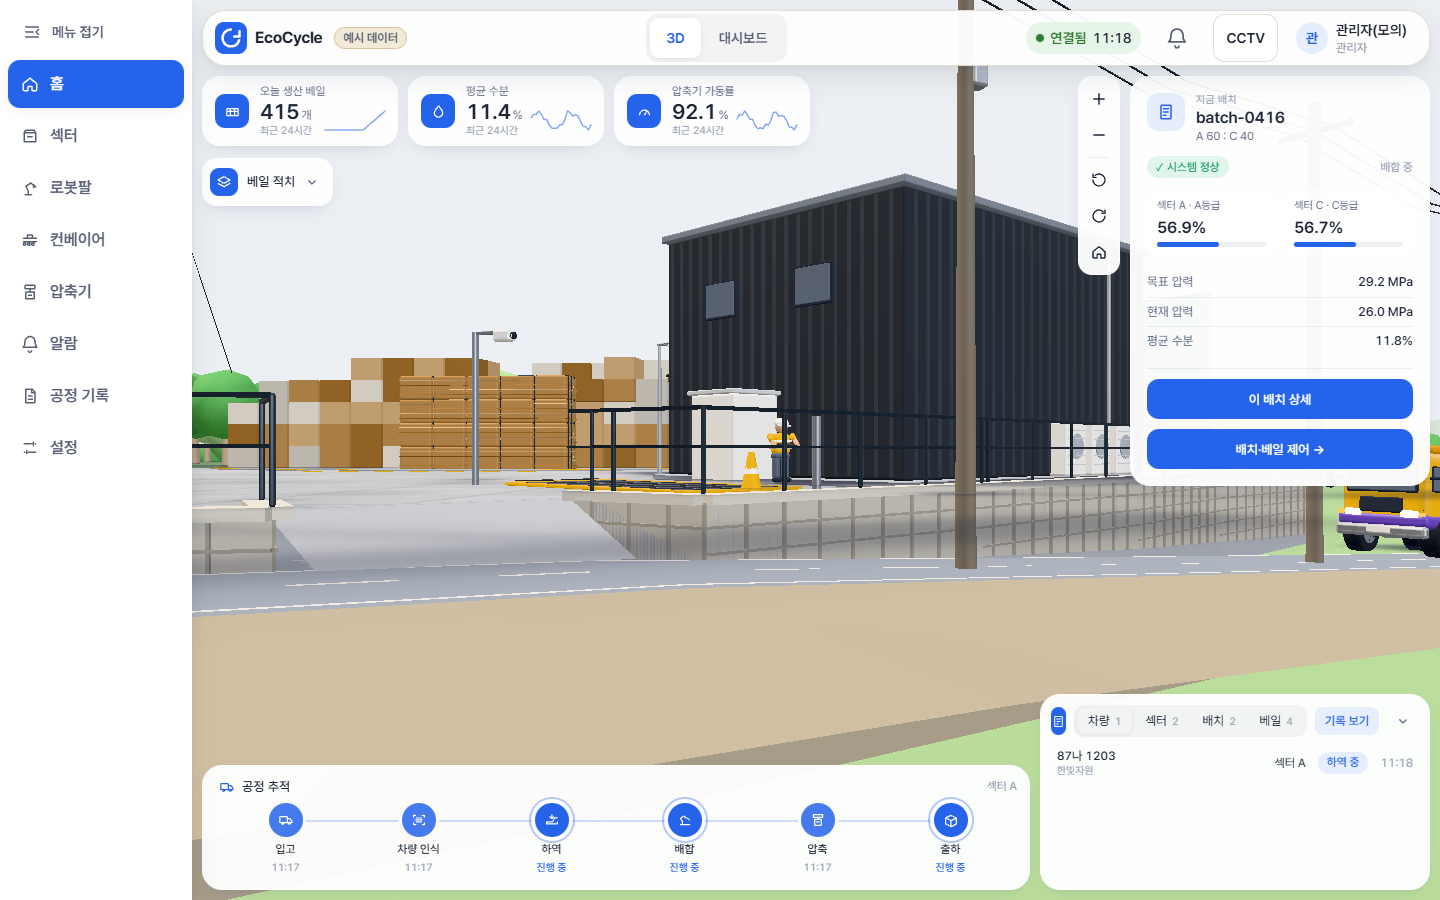 메뉴 접기
홈
섹터
로봇팔
컨베이어
압축기
알람
공정 기록
설정
EcoCycle
예시 데이터
3D
대시보드
연결됨 11:18
CCTV
관
관리자(모의)
관리자
오늘 생산 베일
415개
최근 24시간
평균 수분
11.4%
최근 24시간
압축기 가동률
92.1%
최근 24시간
베일 적치
지금 배치
batch-0416
A 60 : C 40
✓ 시스템 정상
배합 중
섹터 A · A등급
56.9%
섹터 C · C등급
56.7%
목표 압력 29.2 MPa
현재 압력 26.0 MPa
평균 수분 11.8%
이 배치 상세
배치·베일 제어 →
차량 1
섹터 2
배치 2
베일 4
기록 보기
87나 1203
한빛자원
섹터 A
하역 중
11:18
공정 추적
섹터 A
입고
11:17
차량 인식
11:17
하역
진행 중
배합
진행 중
압축
11:17
출하
진행 중